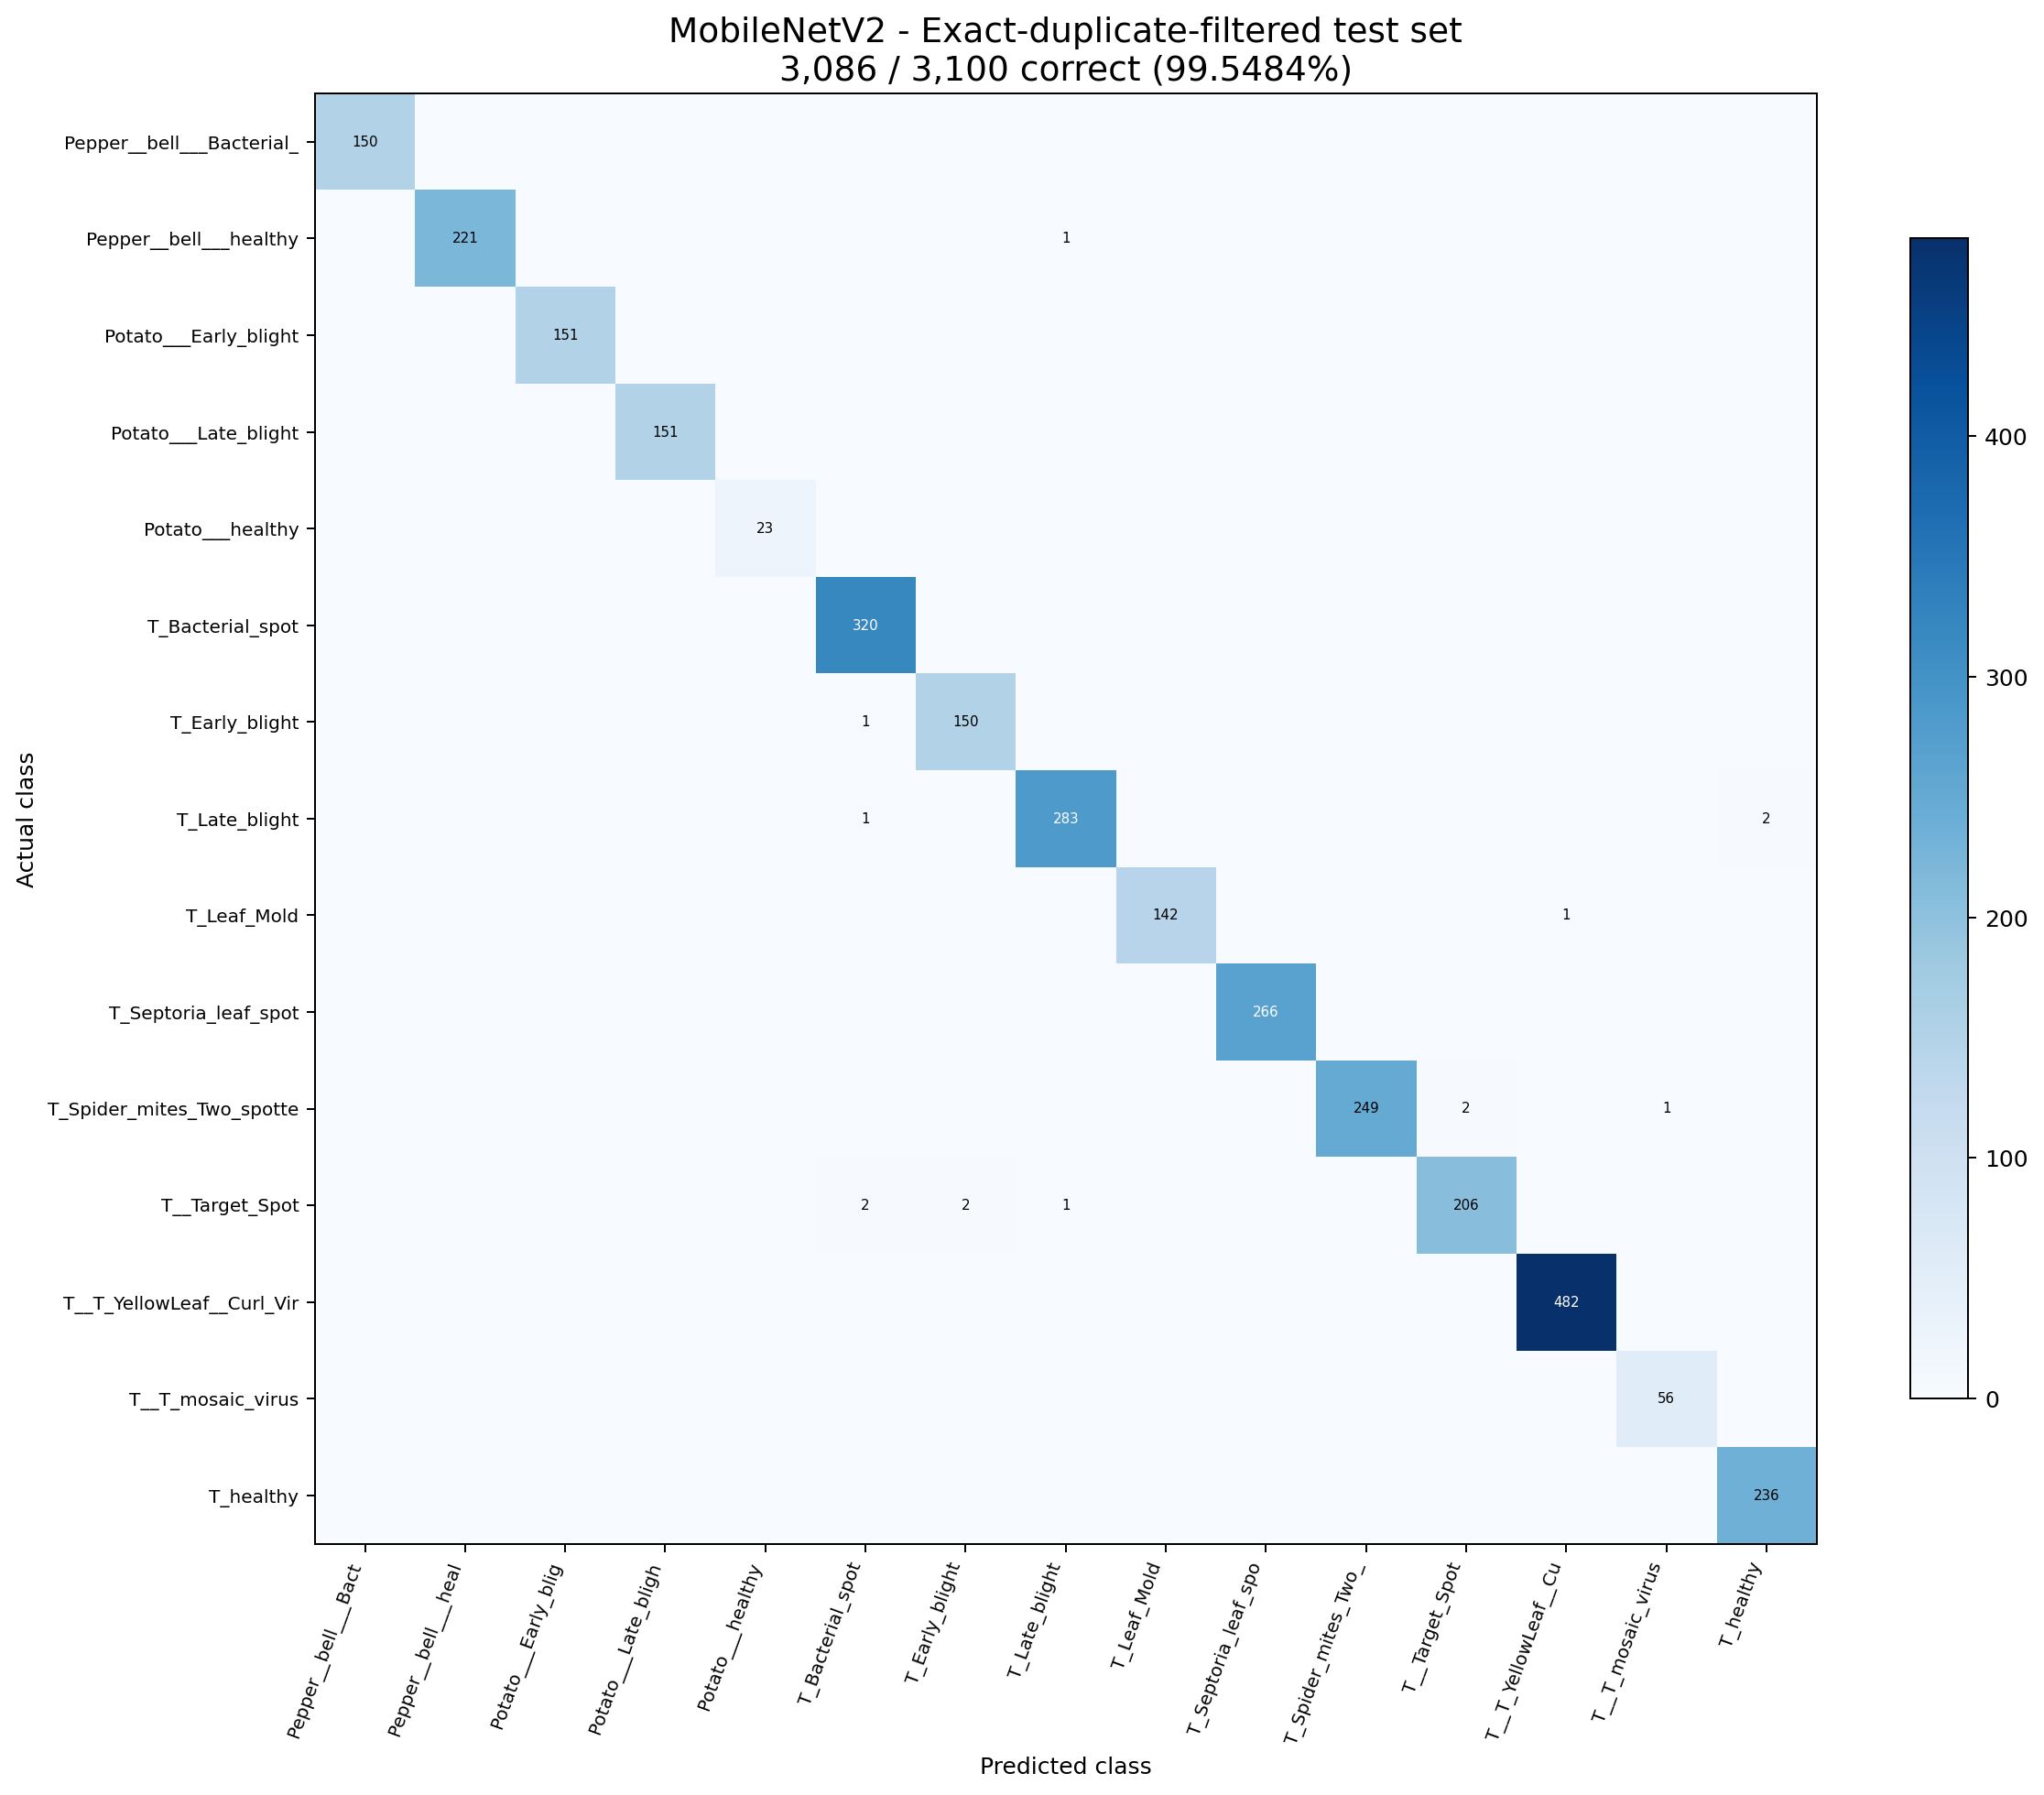 MobileNetV2 - Exact-duplicate-filtered test set
3,086 / 3,100 correct (99.5484%)
Actual class
Pepper__bell___Bacterial_ 150
Pepper__bell___healthy 221 1
Potato___Early_blight 151
Potato___Late_blight 151
Potato___healthy 23
T_Bacterial_spot 320
T_Early_blight 1 150
T_Late_blight 1 283 2
T_Leaf_Mold 142 1
T_Septoria_leaf_spot 266
T_Spider_mites_Two_spotte 249 2 1
T__Target_Spot 2 2 1 206
T__T_YellowLeaf__Curl_Vir 482
T__T_mosaic_virus 56
T_healthy 236
Pepper__bell___Bact
Pepper__bell___heal
Potato___Early_blig
Potato___Late_bligh
Potato___healthy
T_Bacterial_spot
T_Early_blight
T_Late_blight
T_Leaf_Mold
T_Septoria_leaf_spo
T_Spider_mites_Two_
T__Target_Spot
T__T_YellowLeaf__Cu
T__T_mosaic_virus
T_healthy
Predicted class
400
300
200
100
0